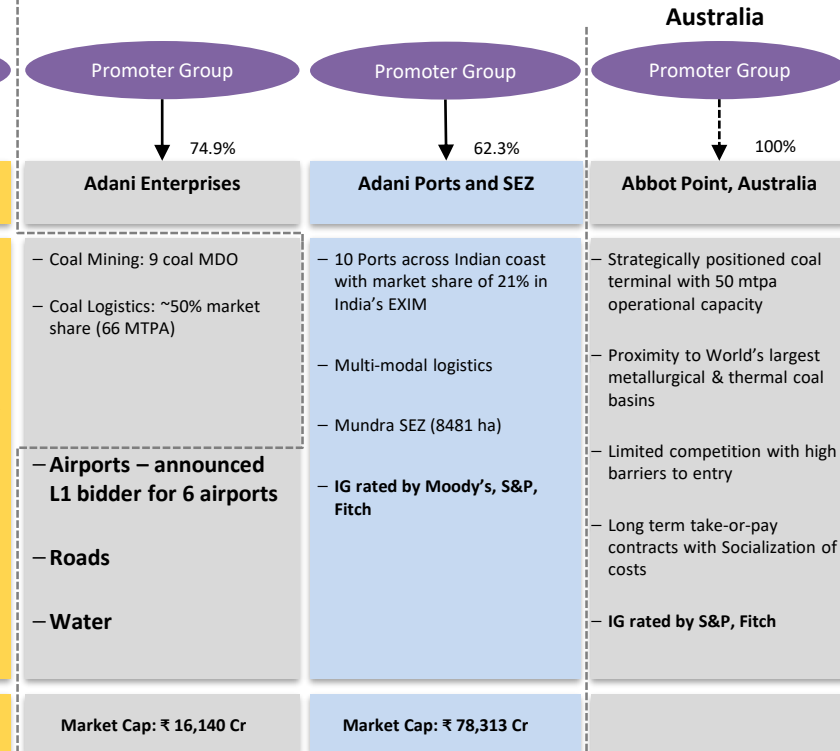 Australia
Promoter Group
Promoter Group
Promoter Group
74.9%
62.3%
100%
Adani Enterprises
Adani Ports and SEZ
Abbot Point, Australia
– Coal Mining: 9 coal MDO
– Coal Logistics: ~50% market
share (66 MTPA)
– Airports – announced
L1 bidder for 6 airports
– Roads
– Water
– 10 Ports across Indian coast
with market share of 21% in
India’s EXIM
– Multi-modal logistics
– Mundra SEZ (8481 ha)
– IG rated by Moody’s, S&P,
Fitch
– Strategically positioned coal
terminal with 50 mtpa
operational capacity
– Proximity to World’s largest
metallurgical & thermal coal
basins
– Limited competition with high
barriers to entry
– Long term take-or-pay
contracts with Socialization of
costs
– IG rated by S&P, Fitch
Market Cap: ₹ 16,140 Cr
Market Cap: ₹ 78,313 Cr